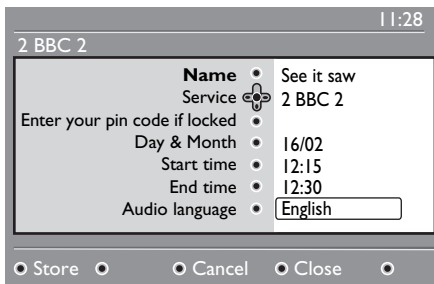 11:28
2 BBC 2
Name See it saw
Service 2 BBC 2
Enter your pin code if locked
Day & Month 16/02
Start time 12:15
End time 12:30
Audio language English
Store Cancel Close